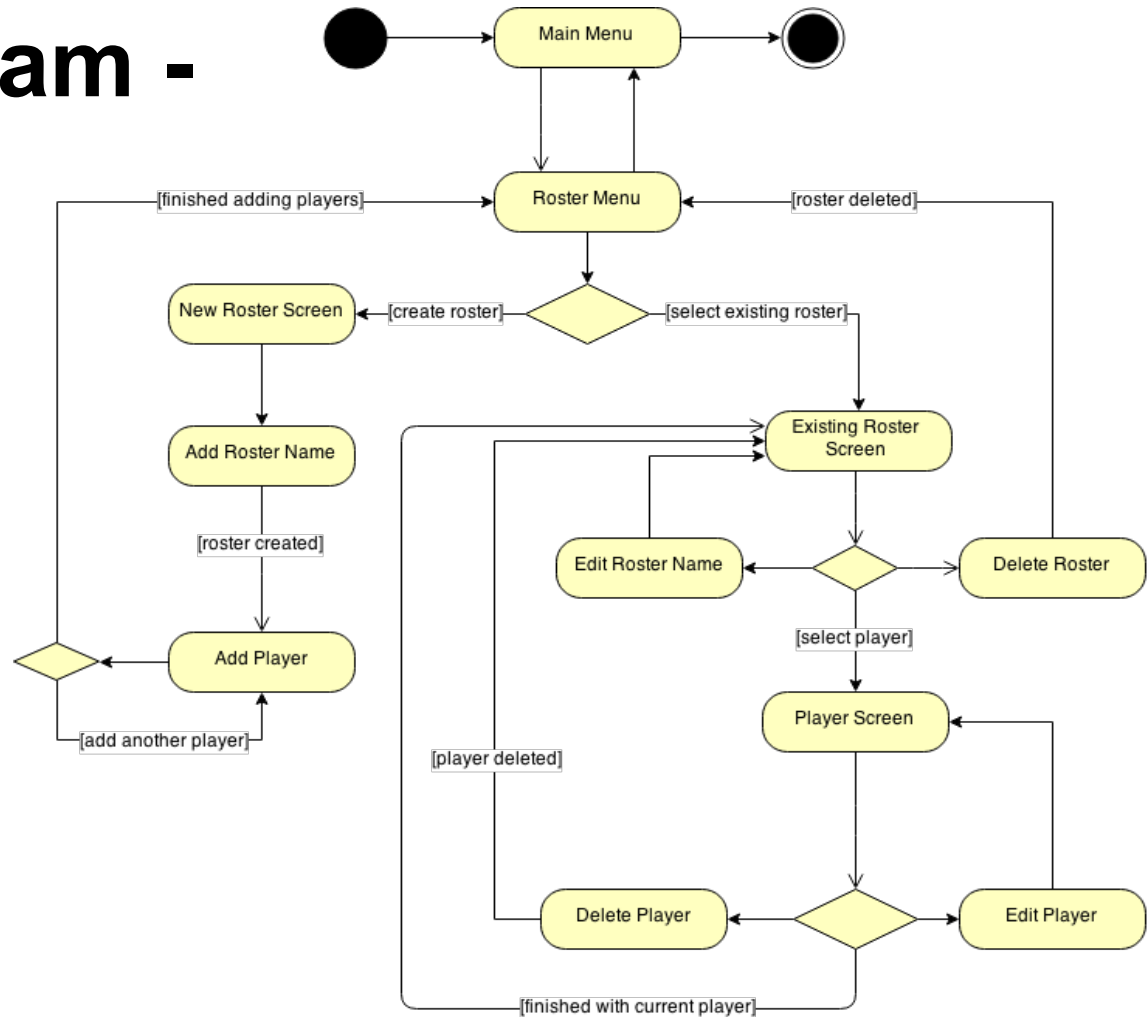 am -
Main Menu
[finished adding players]
Roster Menu
[roster deleted]
New Roster Screen
[create roster]
[select existing roster]
Add Roster Name
Existing Roster
Screen
[roster created]
Edit Roster Name
Delete Roster
[select player]
Add Player
Player Screen
[add another player]
[player deleted]
Delete Player
Edit Player
[finished with current player]